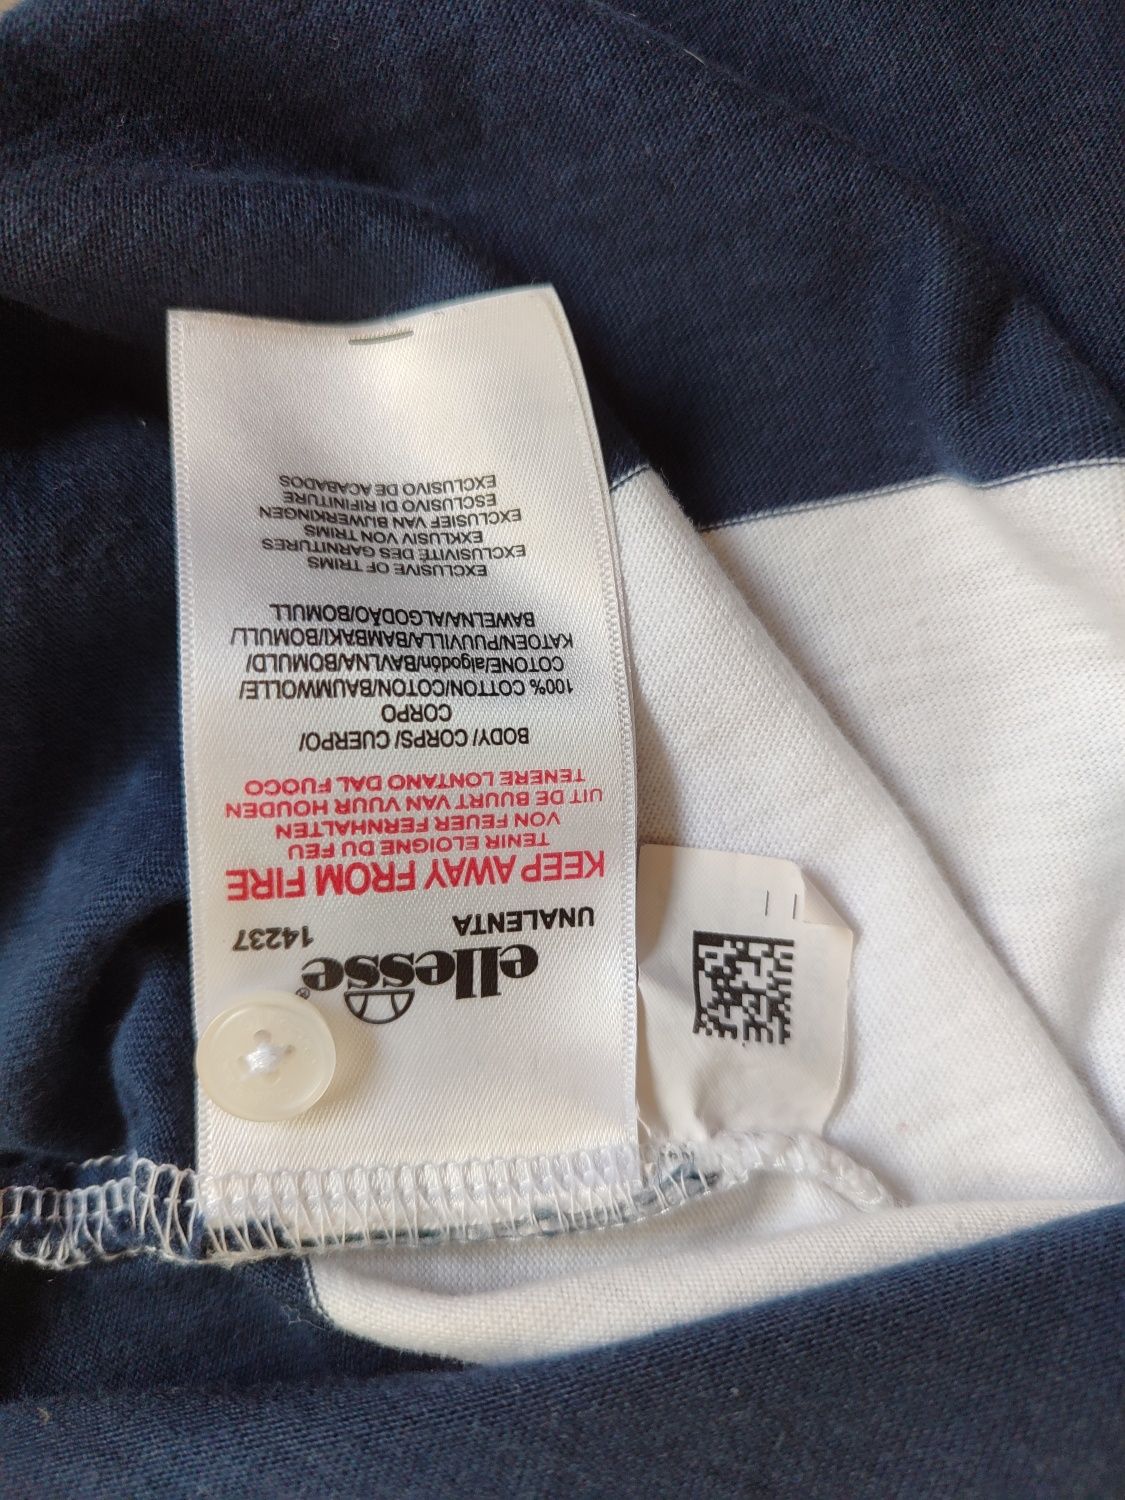 ellesse®
UNALENTA 14237
KEEP AWAY FROM FIRE
TENIR ELOIGNE DU FEU
VON FEUER FERNHALTEN
UIT DE BUURT VAN VUUR HOUDEN
TENERE LONTANO DAL FUOCO
BODY/ CORPS/ CUERPO/
CORPO
100% COTTON/COTON/BAUMWOLLE/
COTONE/algodón/BAVLNA/BOMULD/
KATOEN/PUUVILLA/BAMBAKI/BOMULL/
BAWELNA/ALGODÃO/BOMULL
EXCLUSIVE OF TRIMS
EXCLUSIVITÉ DES GARNITURES
EXKLUSIV VON TRIMS
EXCLUSIEF VAN BIJWERKINGEN
ESCLUSIVO DI RIFINITURE
EXCLUSIVO DE ACABADOS